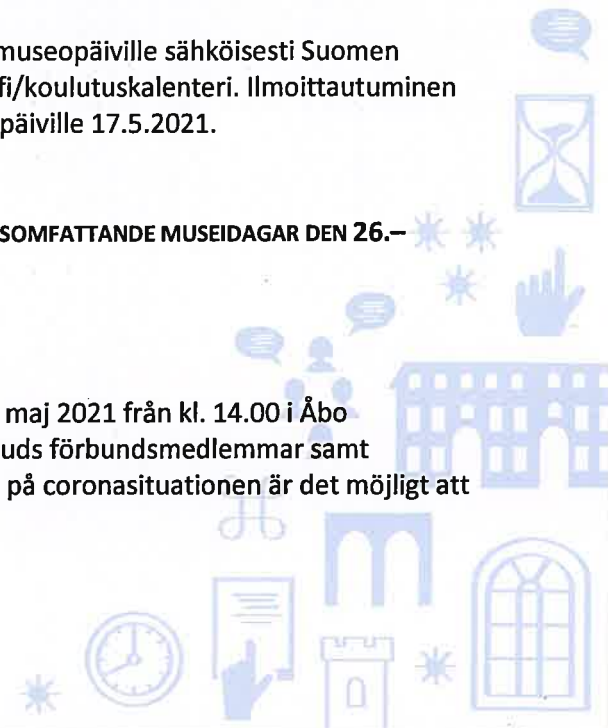 museopäiville sähköisesti Suomen
fi/koulutuskalenteri. Ilmoittautuminen
päiville 17.5.2021.
SOMFATTANDE MUSEIDAGAR DEN 26.–
maj 2021 från kl. 14.00 i Åbo
uds förbundsmedlemmar samt
på coronasituationen är det möjligt att